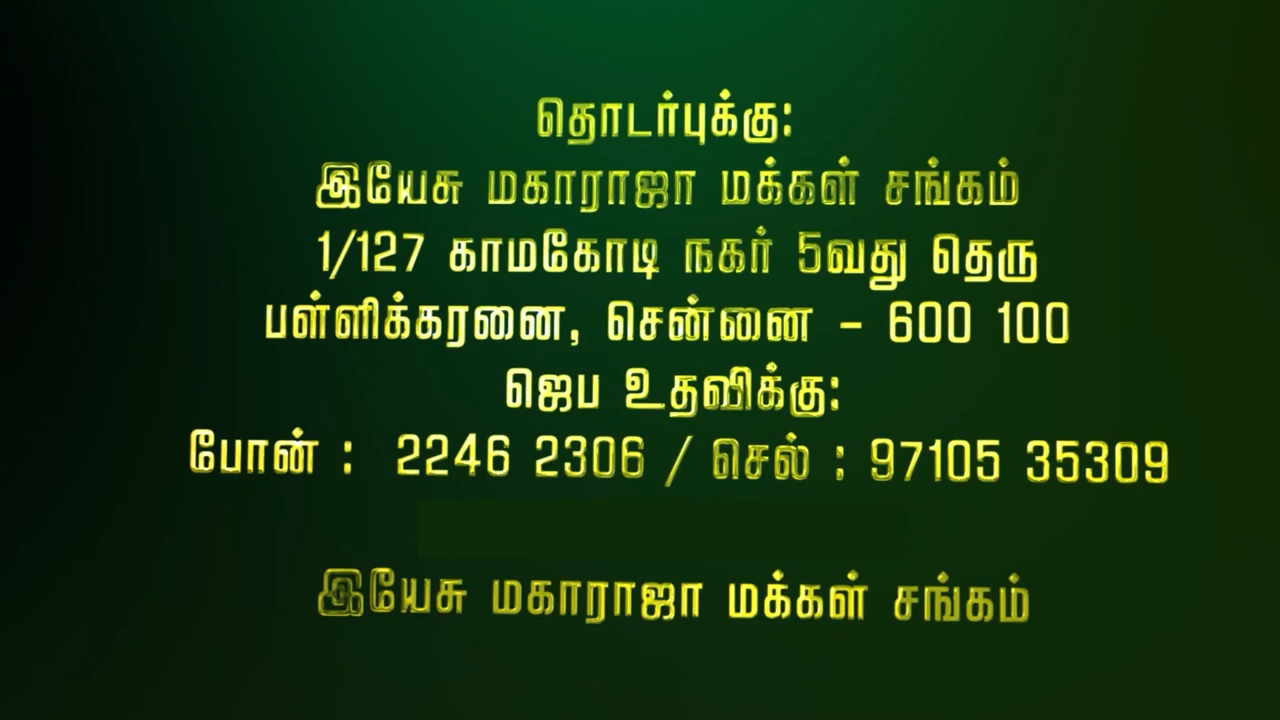 தொடர்புக்கு:
இயேசு மகாராஜா மக்கள் சங்கம்
1/127 காமகோடி நகர் 5வது தெரு
பள்ளிக்கரனை, சென்னை - 600 100
ஜெப உதவிக்கு:
போன் : 2246 2306 / செல் : 97105 35309
இயேசு மகாராஜா மக்கள் சங்கம்